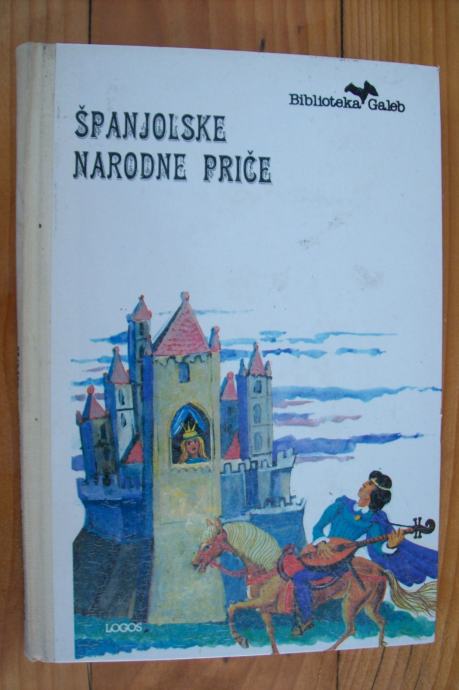 Biblioteka Galeb
ŠPANJOLSKE
NARODNE PRIČE
LOGOS